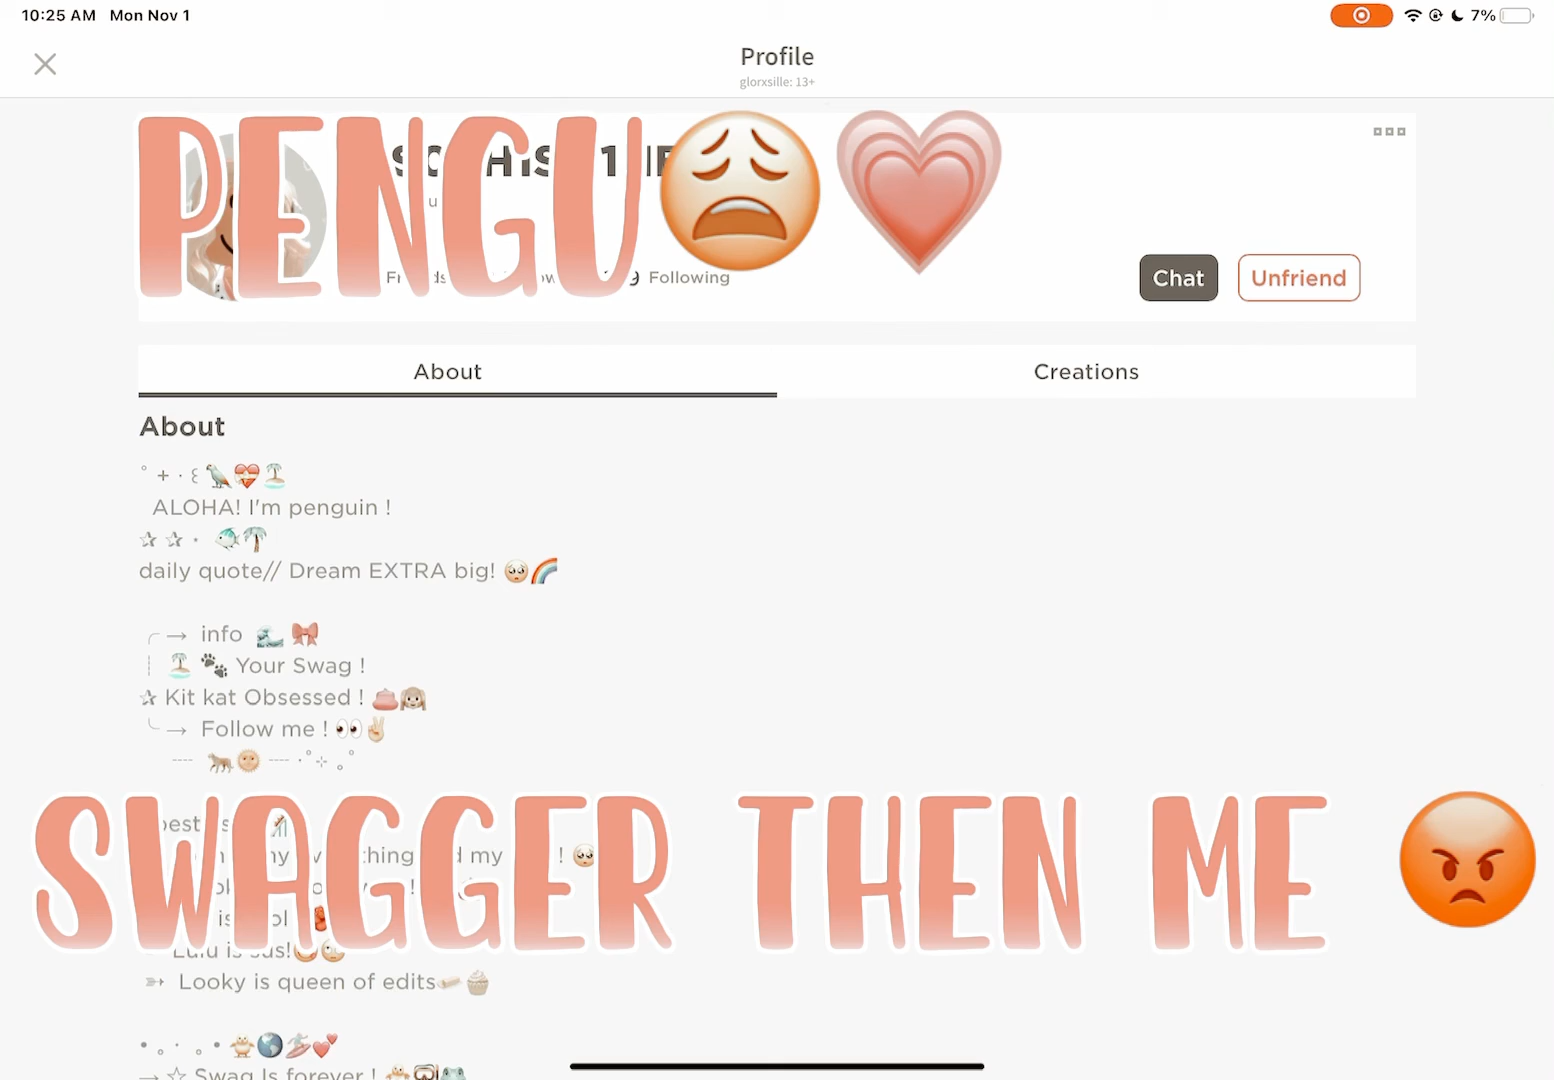 10:25 AM Mon Nov 1
7%
Profile
glorxsille: 13+
PENGU
Following
Chat
Unfriend
About
Creations
About
ALOHA! I'm penguin !
daily quote// Dream EXTRA big!
info
Your Swag !
Kit kat Obsessed !
Follow me !
SWAGGER THEN ME
my
Looky is queen of edits
Swag Is forever !